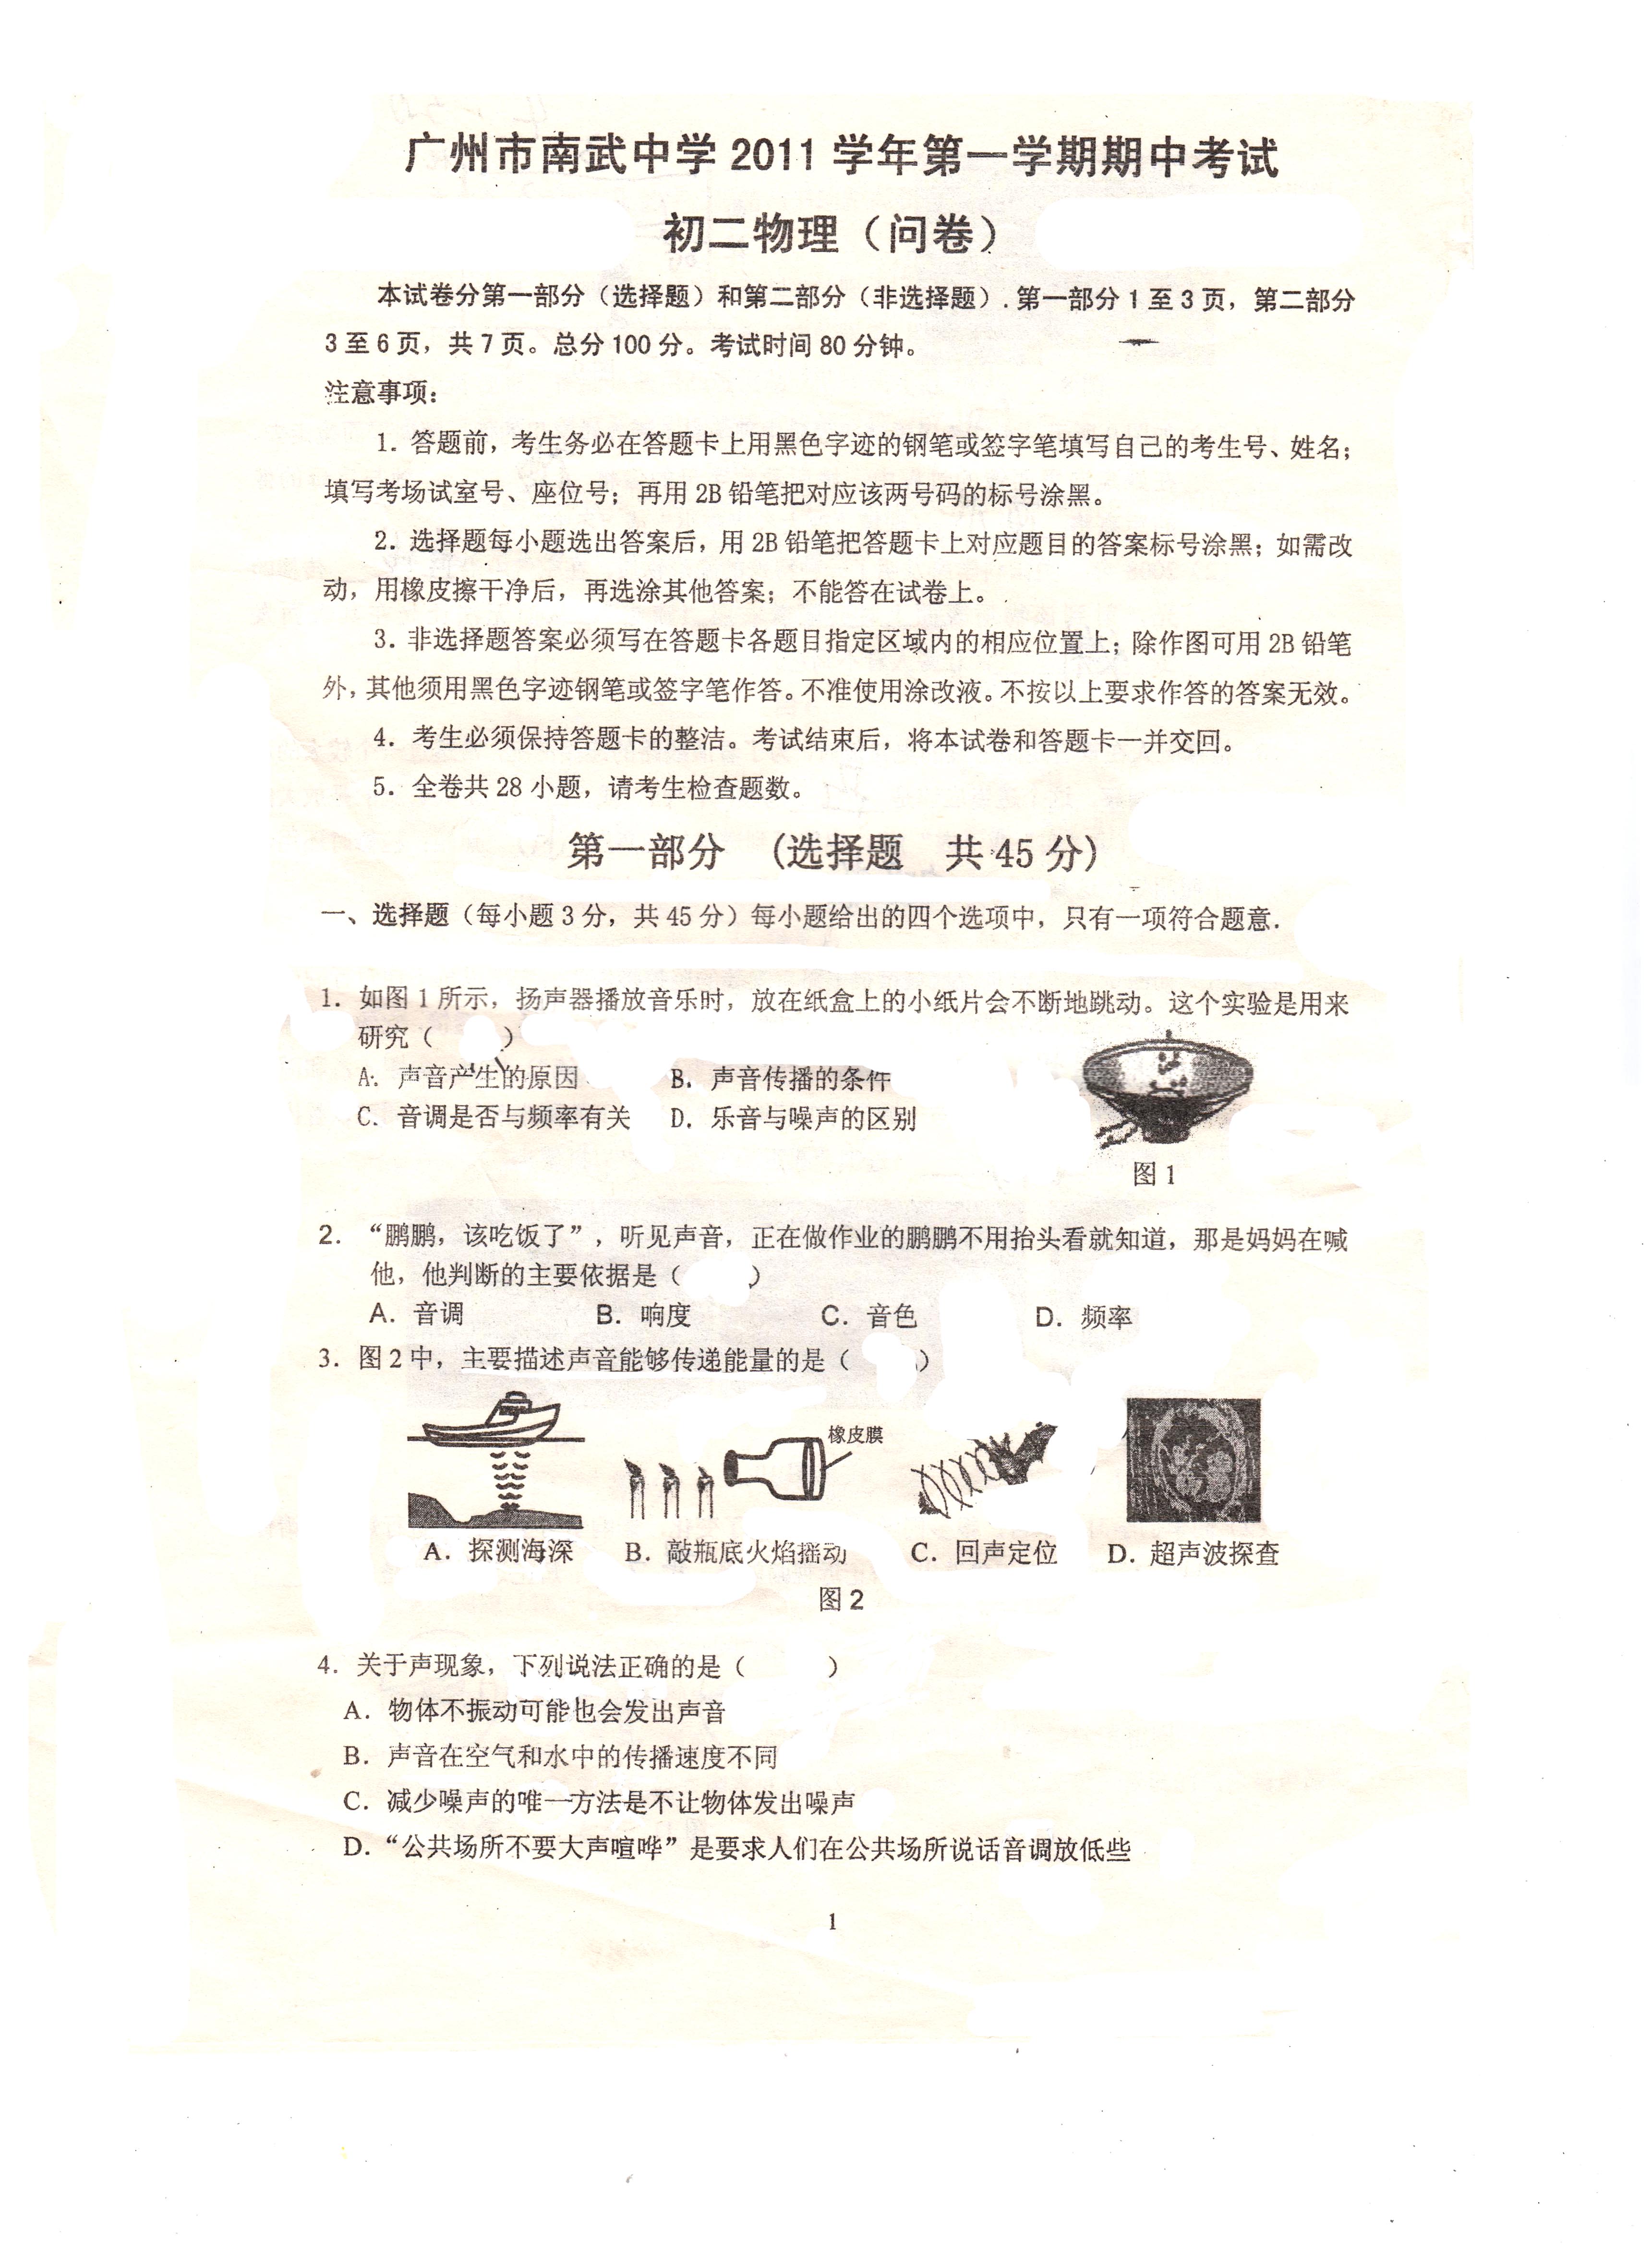 广州市南武中学 2011 学年第一学期期中考试
初二物理（问卷）
本试卷分第一部分（选择题）和第二部分（非选择题）. 第一部分 1 至 3 页，第二部分
3 至 6 页，共 7 页。总分 100 分。考试时间 80 分钟。
注意事项：
1. 答题前，考生务必在答题卡上用黑色字迹的钢笔或签字笔填写自己的考生号、姓名；
填写考场试室号、座位号；再用 2B 铅笔把对应该两号码的标号涂黑。
2. 选择题每小题选出答案后，用 2B 铅笔把答题卡上对应题目的答案标号涂黑；如需改
动，用橡皮擦干净后，再选涂其他答案；不能答在试卷上。
3. 非选择题答案必须写在答题卡各题目指定区域内的相应位置上；除作图可用 2B 铅笔
外，其他须用黑色字迹钢笔或签字笔作答。不准使用涂改液。不按以上要求作答的答案无效。
4. 考生必须保持答题卡的整洁。考试结束后，将本试卷和答题卡一并交回。
5. 全卷共 28 小题，请考生检查题数。
第一部分 （选择题 共 45 分）
一、选择题（每小题 3 分，共 45 分）每小题给出的四个选项中，只有一项符合题意.
1. 如图 1 所示，扬声器播放音乐时，放在纸盒上的小纸片会不断地跳动。这个实验是用来
研究（ ）
A. 声音产生的原因 B. 声音传播的条件
C. 音调是否与频率有关 D. 乐音与噪声的区别
图 1
2. “鹏鹏，该吃饭了”，听见声音，正在做作业的鹏鹏不用抬头看就知道，那是妈妈在喊
他，他判断的主要依据是（ ）
A. 音调 B. 响度 C. 音色 D. 频率
3. 图 2 中，主要描述声音能够传递能量的是（ ）
橡皮膜
A. 探测海深 B. 敲瓶底火焰摇动 C. 回声定位 D. 超声波探查
图 2
4. 关于声现象，下列说法正确的是（ ）
A. 物体不振动可能也会发出声音
B. 声音在空气和水中的传播速度不同
C. 减少噪声的唯一方法是不让物体发出噪声
D. “公共场所不要大声喧哗”是要求人们在公共场所说话音调放低些
1